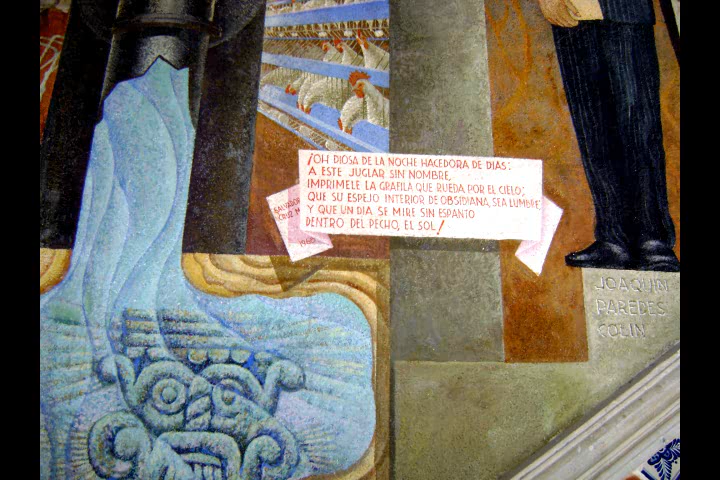 ¡OH DIOSA DE LA NOCHE HACEDORA DE DIAS:
A ESTE JUGLAR SIN NOMBRE,
IMPRIMELE LA GRAFILA QUE RUEDA POR EL CIELO;
QUE SU ESPEJO INTERIOR DE OBSIDIANA, SEA LUMBRE
Y QUE UN DIA SE MIRE SIN ESPANTO
DENTRO DEL PECHO, EL SOL!
SALVADOR
CRUZ M
JOAQUIN
PAREDES
COLIN